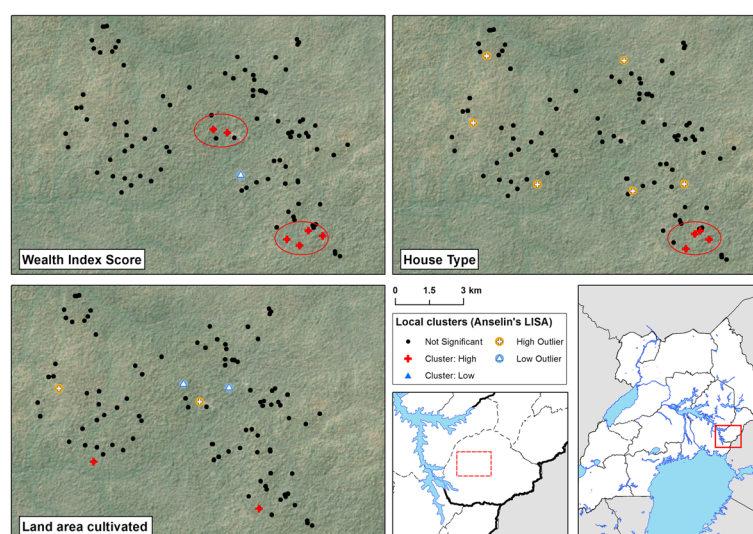 Wealth Index Score
House Type
0 1.5 3 km
Local clusters (Anselin's LISA)
Not Significant High Outlier
Cluster: High Low Outlier
Cluster: Low
Land area cultivated